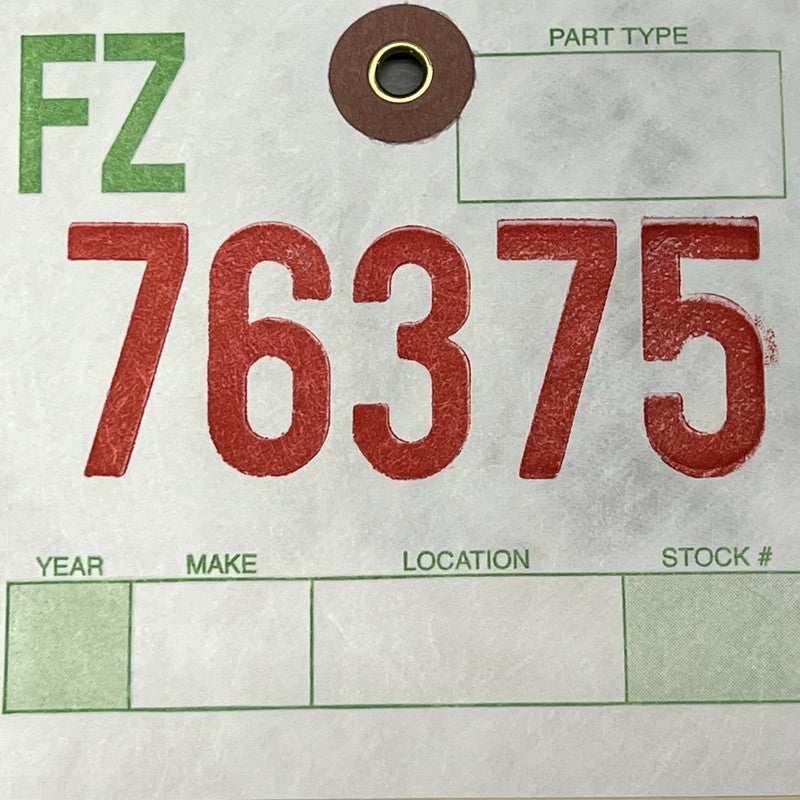 FZ
PART TYPE
76375
YEAR MAKE LOCATION STOCK #